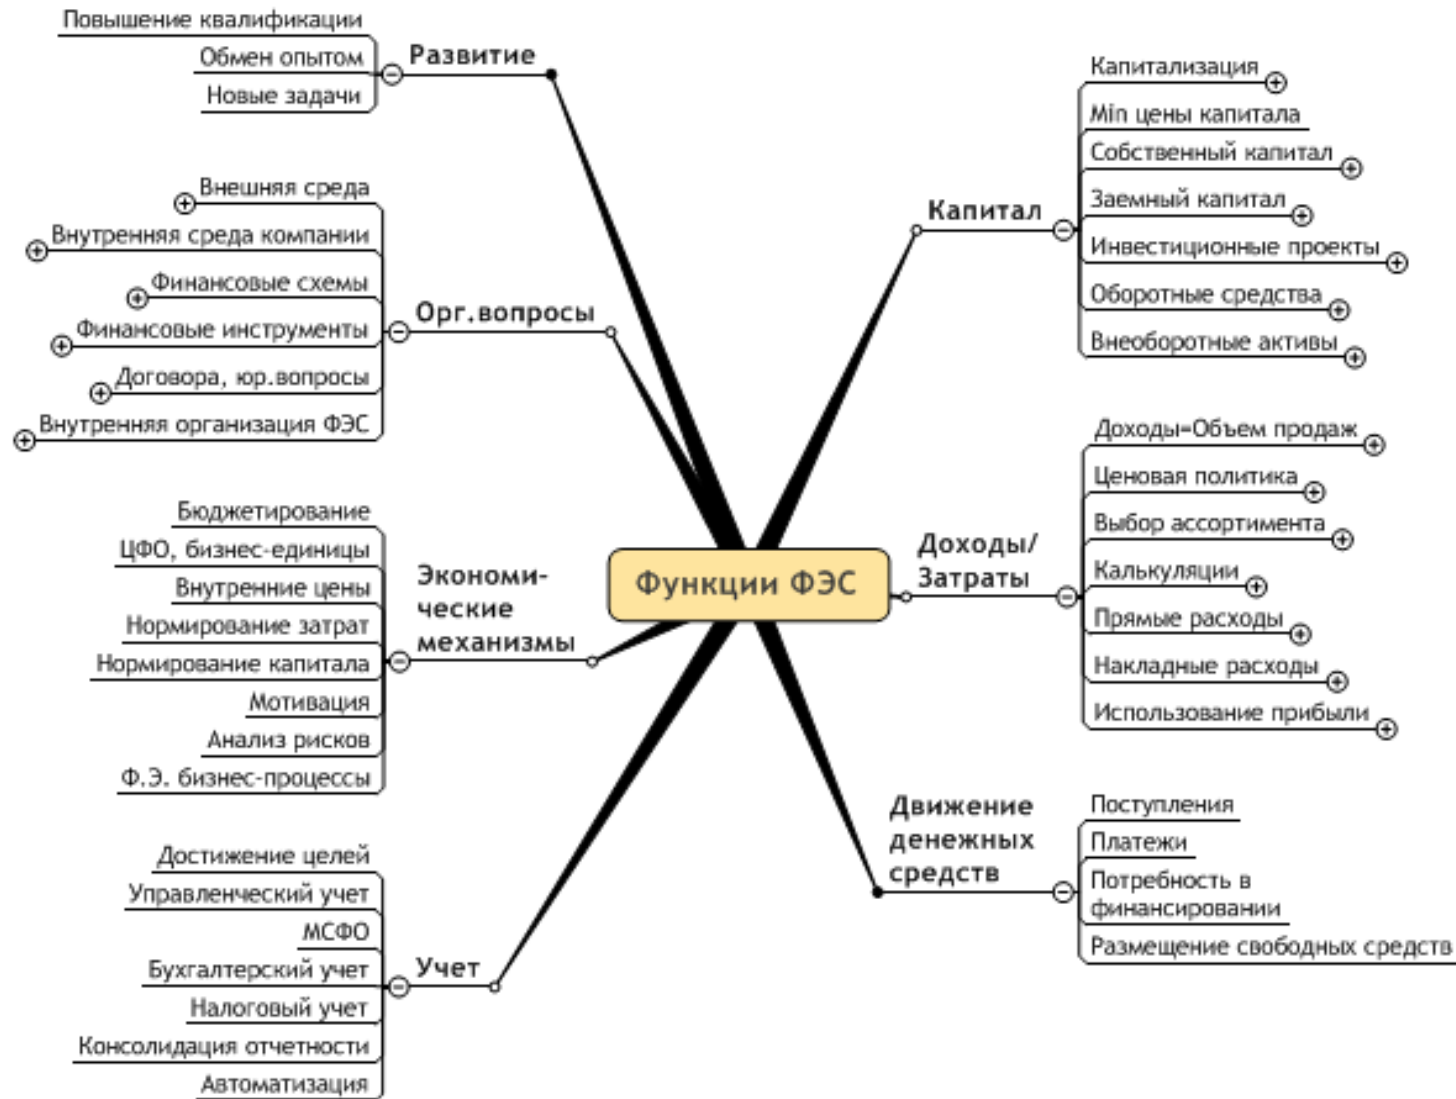 Функции ФЭС
Развитие
Повышение квалификации
Обмен опытом
Новые задачи
Орг.вопросы
Внешняя среда
Внутренняя среда компании
Финансовые схемы
Финансовые инструменты
Договора, юр.вопросы
Внутренняя организация ФЭС
Экономи-
ческие
механизмы
Бюджетирование
ЦФО, бизнес-единицы
Внутренние цены
Нормирование затрат
Нормирование капитала
Мотивация
Анализ рисков
Ф.Э. бизнес-процессы
Учет
Достижение целей
Управленческий учет
МСФО
Бухгалтерский учет
Налоговый учет
Консолидация отчетности
Автоматизация
Капитал
Капитализация
Min цены капитала
Собственный капитал
Заемный капитал
Инвестиционные проекты
Оборотные средства
Внеоборотные активы
Доходы/
Затраты
Доходы=Объем продаж
Ценовая политика
Выбор ассортимента
Калькуляции
Прямые расходы
Накладные расходы
Использование прибыли
Движение
денежных
средств
Поступления
Платежи
Потребность в
финансировании
Размещение свободных средств